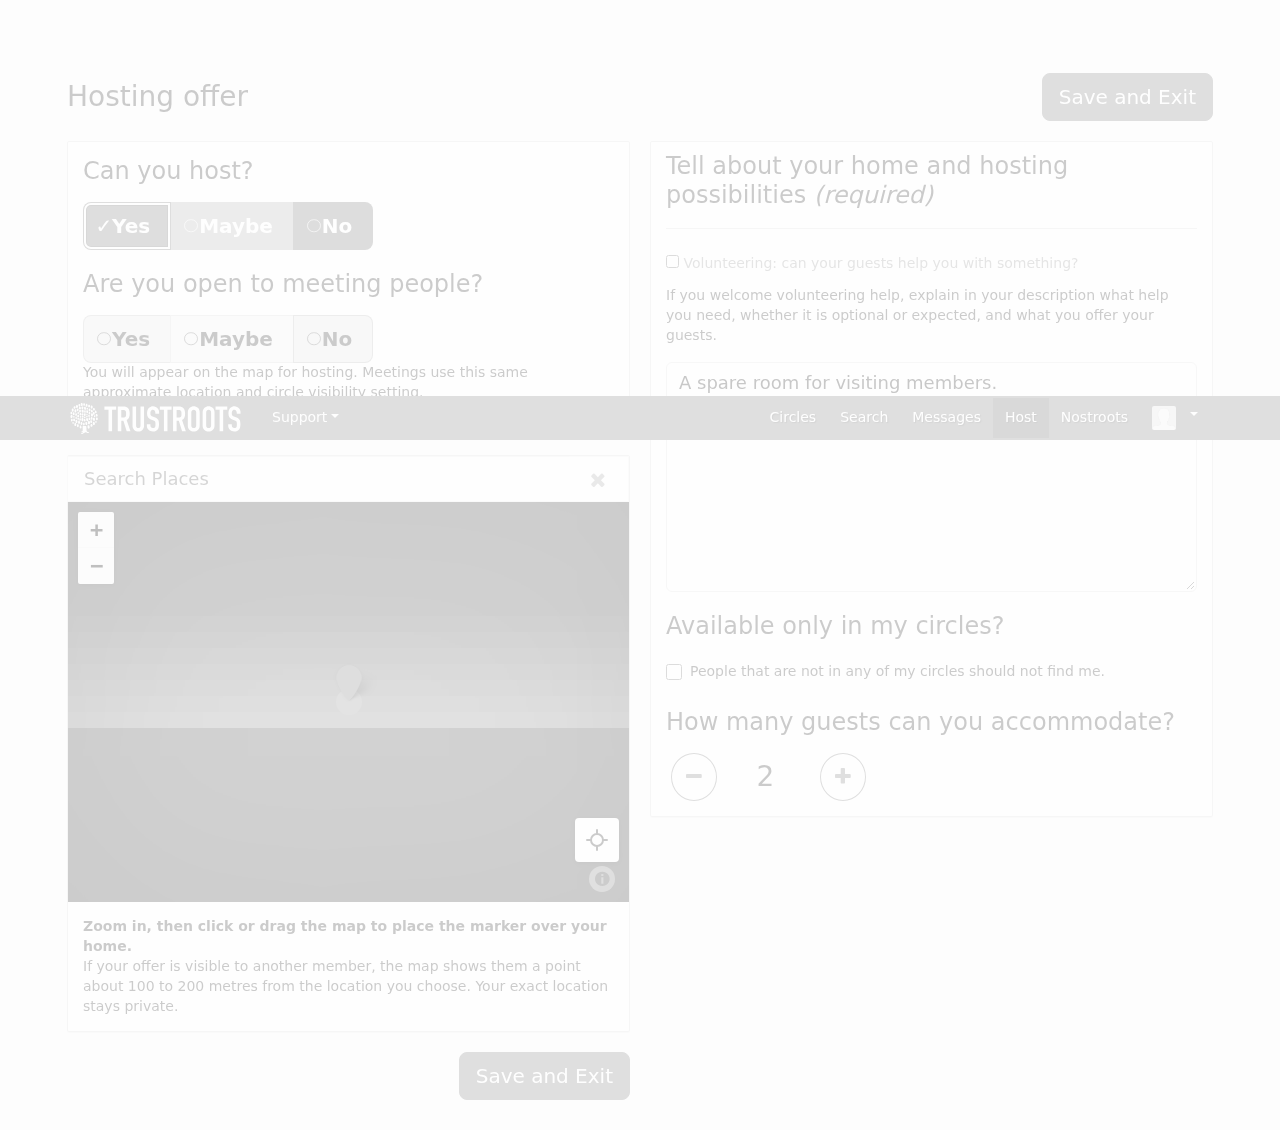 Hosting offer
Save and Exit
Can you host?
✓Yes
Maybe
No
Are you open to meeting people?
Yes
Maybe
No
You will appear on the map for hosting. Meetings use this same
approximate location and circle visibility setting.
Tell about your home and hosting
possibilities (required)
Volunteering: can your guests help you with something?
If you welcome volunteering help, explain in your description what help
you need, whether it is optional or expected, and what you offer your
guests.
A spare room for visiting members.
TRUSTROOTS
Support
Circles
Search
Messages
Host
Nostroots
Search Places
+
−
Zoom in, then click or drag the map to place the marker over your
home.
If your offer is visible to another member, the map shows them a point
about 100 to 200 metres from the location you choose. Your exact location
stays private.
Save and Exit
Available only in my circles?
People that are not in any of my circles should not find me.
How many guests can you accommodate?
2